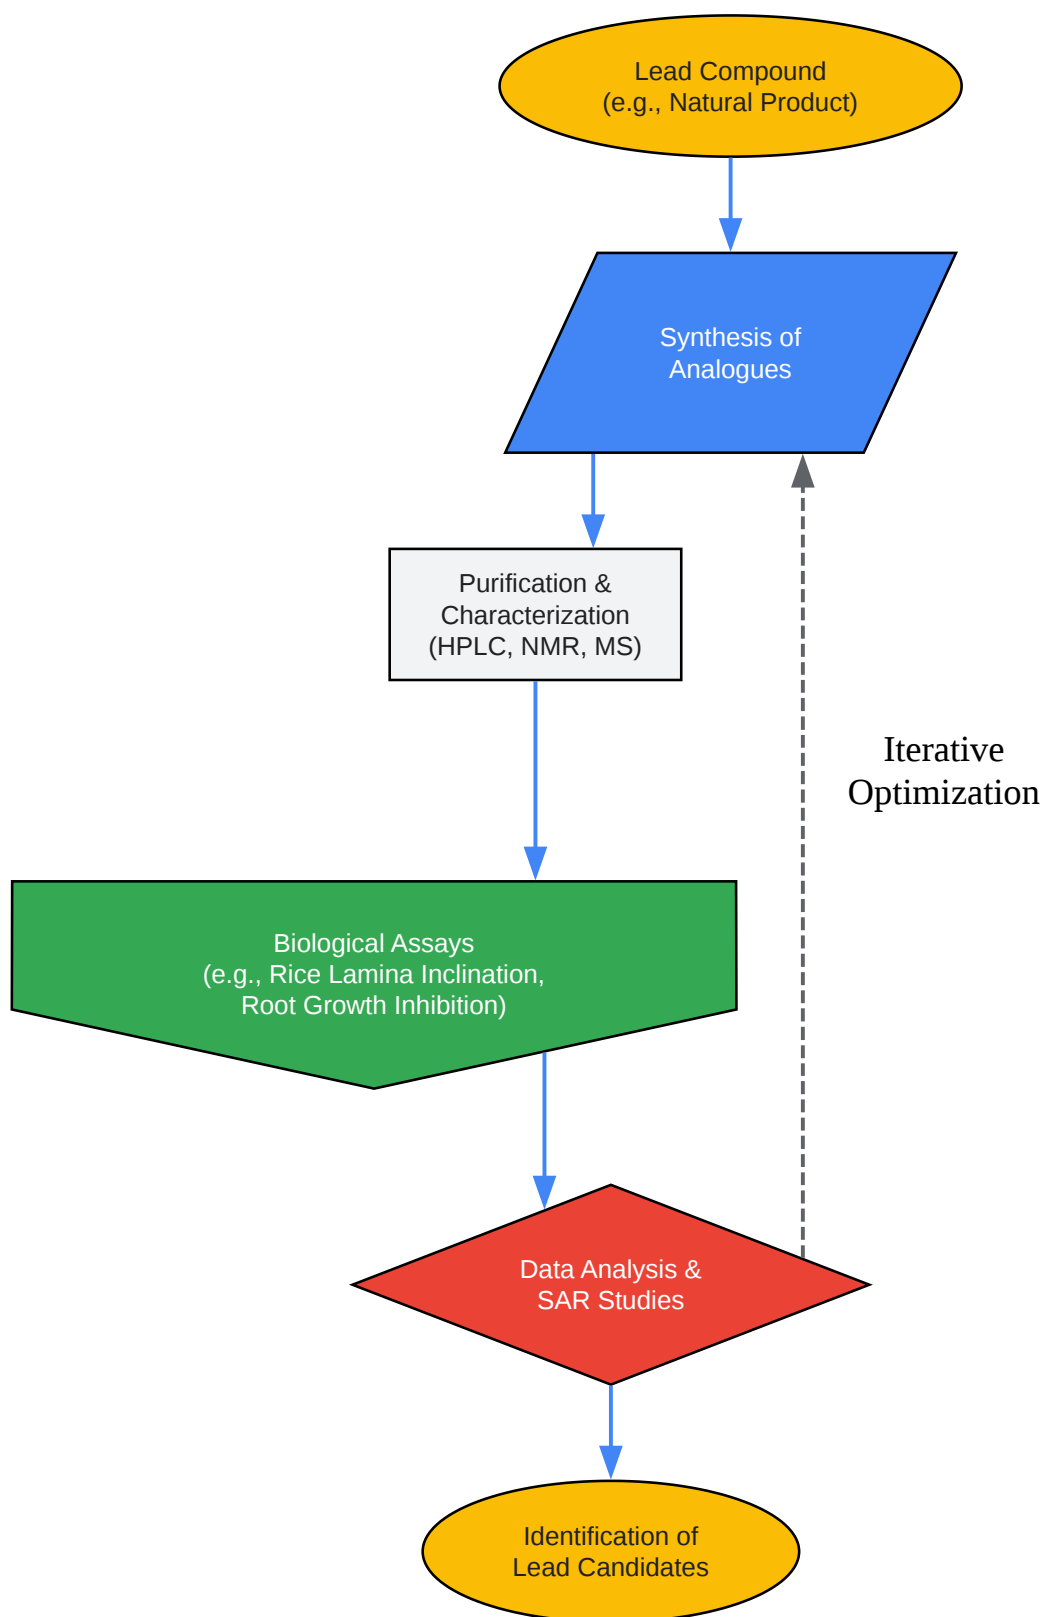 Lead Compound
(e.g., Natural Product)
Synthesis of
Analogues
Purification &
Characterization
(HPLC, NMR, MS)
Iterative
Optimization
Biological Assays
(e.g., Rice Lamina Inclination,
Root Growth Inhibition)
Data Analysis &
SAR Studies
Identification of
Lead Candidates